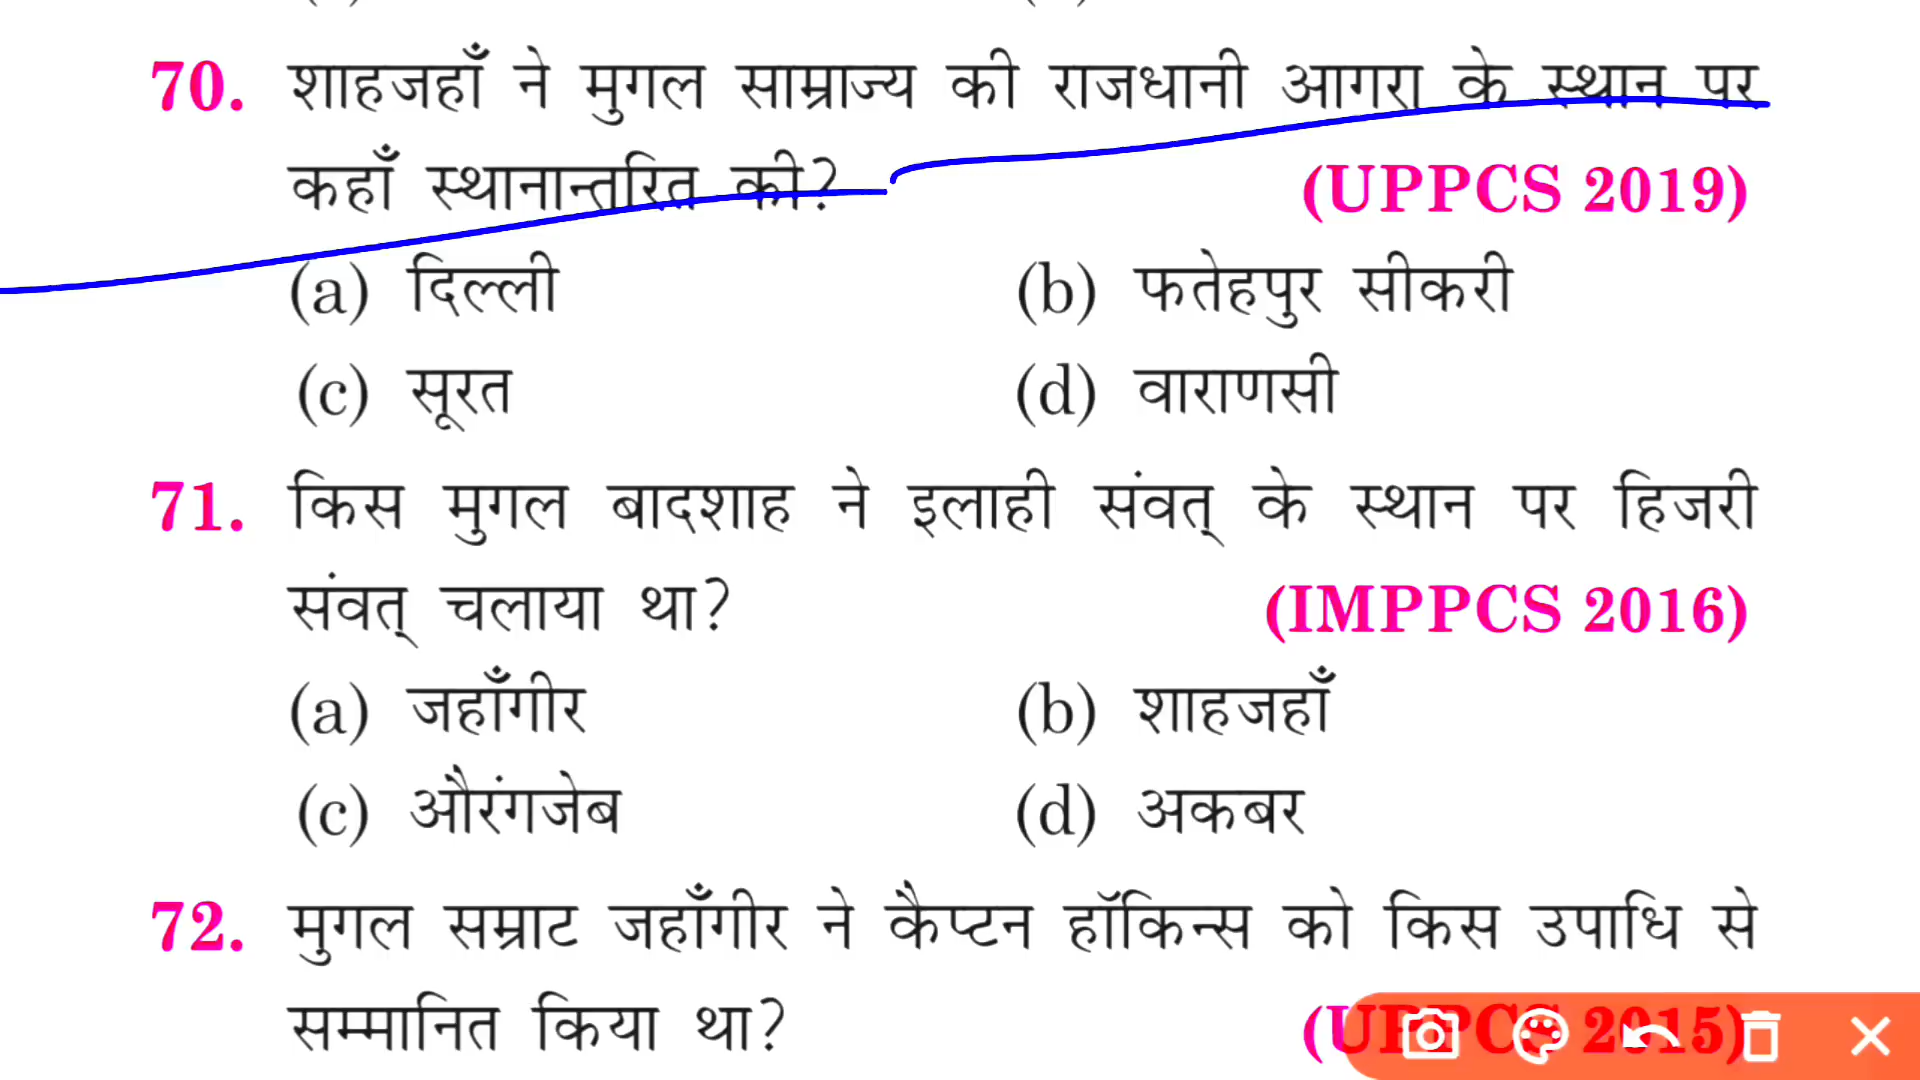 70. शाहजहाँ ने मुगल साम्राज्य की राजधानी आगरा के स्थान पर
कहाँ स्थानान्तरित की? (UPPCS 2019)
(a) दिल्ली (b) फतेहपुर सीकरी
(c) सूरत (d) वाराणसी
71. किस मुगल बादशाह ने इलाही संवत् के स्थान पर हिजरी
संवत् चलाया था? (IMPPCS 2016)
(a) जहाँगीर (b) शाहजहाँ
(c) औरंगजेब (d) अकबर
72. मुगल सम्राट जहाँगीर ने कैप्टन हॉकिन्स को किस उपाधि से
सम्मानित किया था? (UPPCS 2015)